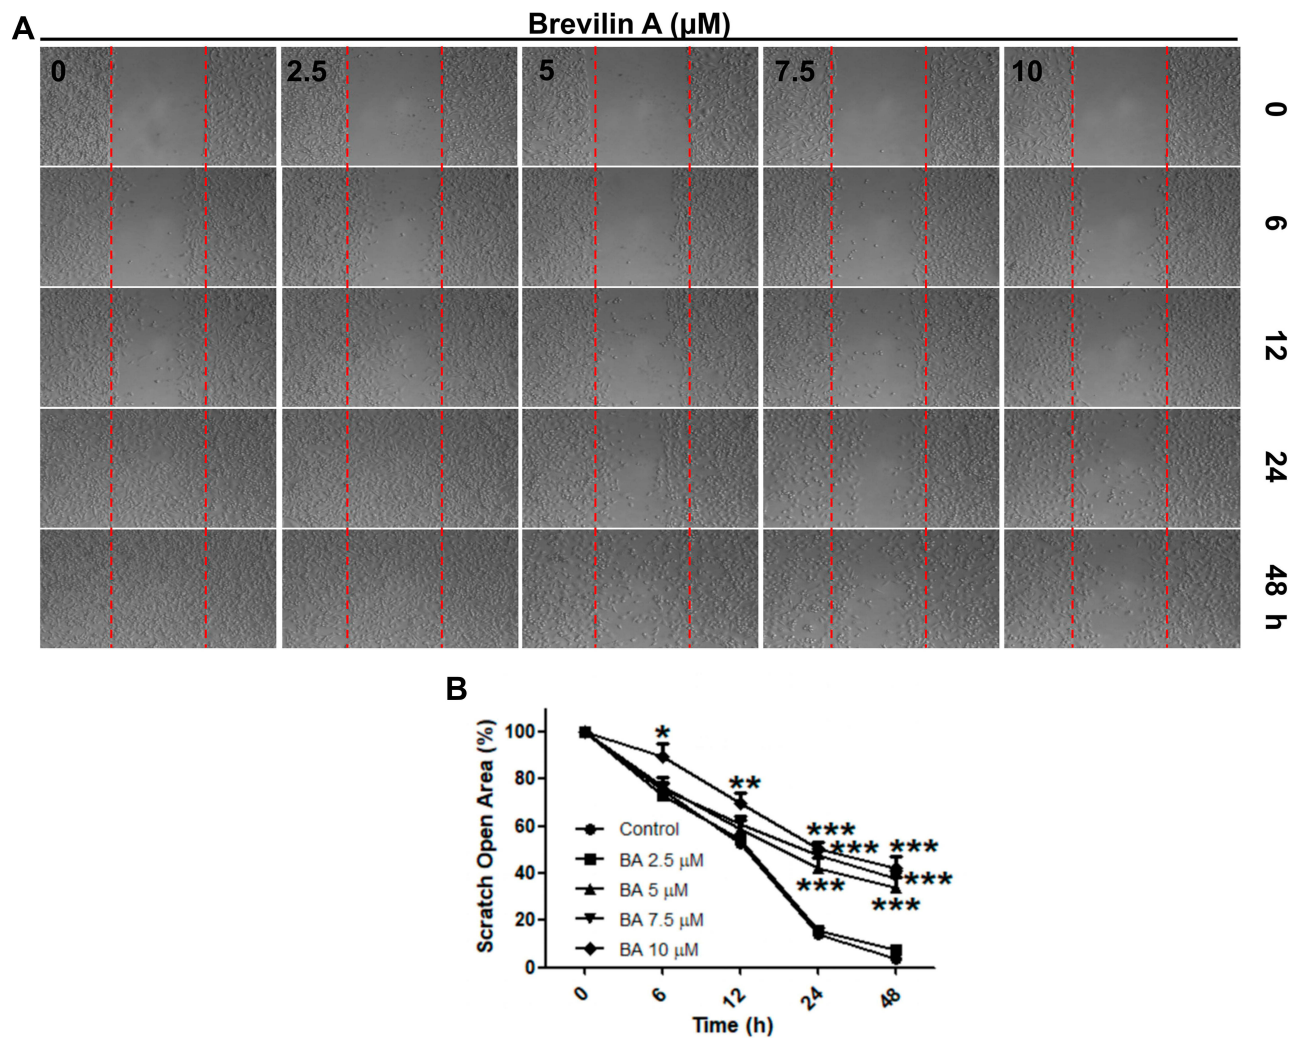 A
Brevilin A (µM)
0
2.5
5
7.5
10
0
6
12
24
48 h
B
Scratch Open Area (%)
100
80
60
40
20
0
*
**
***
***
***
***
***
***
Control
BA 2.5 µM
BA 5 µM
BA 7.5 µM
BA 10 µM
0
6
12
24
48
Time (h)